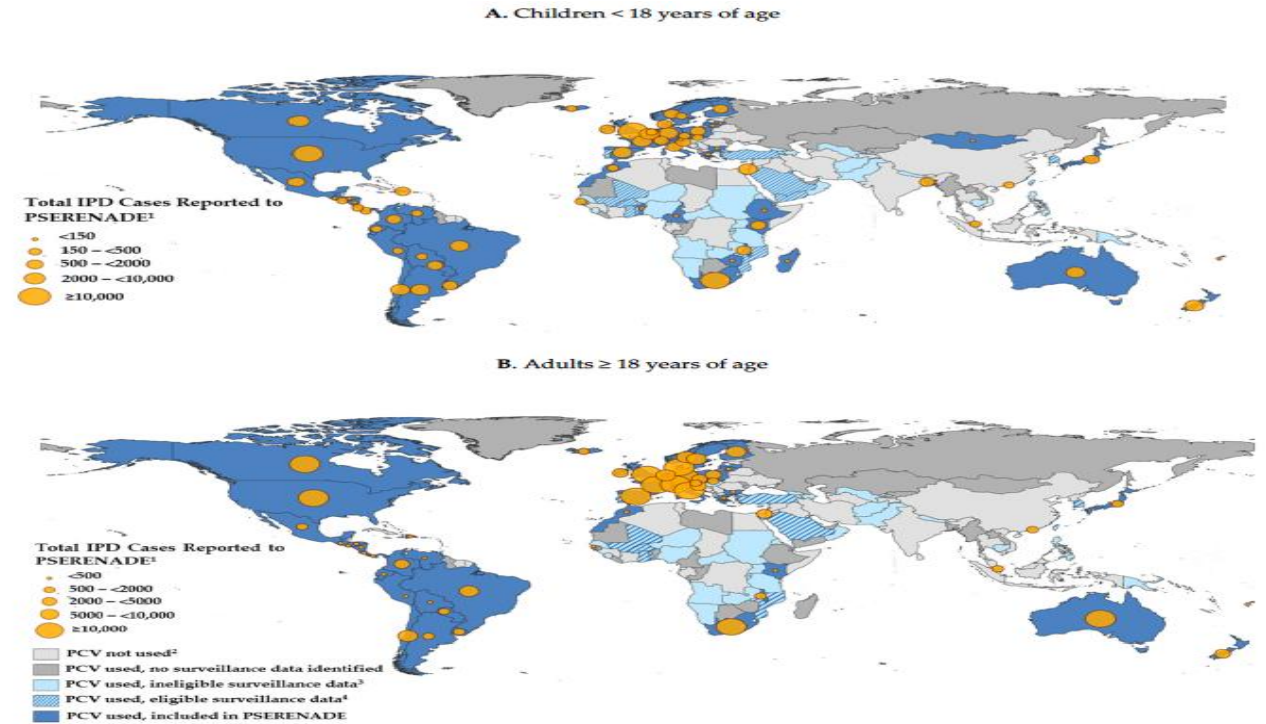 A. Children < 18 years of age
Total IPD Cases Reported to
PSERENADE¹
<150
150 – <500
500 – <2000
2000 – <10,000
≥10,000
B. Adults ≥ 18 years of age
Total IPD Cases Reported to
PSERENADE¹
<500
500 – <2000
2000 – <5000
5000 – <10,000
≥10,000
PCV not used²
PCV used, no surveillance data identified
PCV used, ineligible surveillance data³
PCV used, eligible surveillance data⁴
PCV used, included in PSERENADE